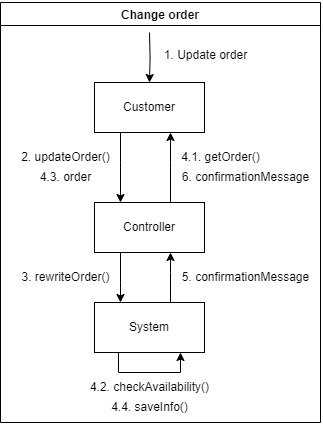 Change order
1. Update order
Customer
2. updateOrder()
4.3. order
4.1. getOrder()
6. confirmationMessage
Controller
3. rewriteOrder()
5. confirmationMessage
System
4.2. checkAvailability()
4.4. saveInfo()